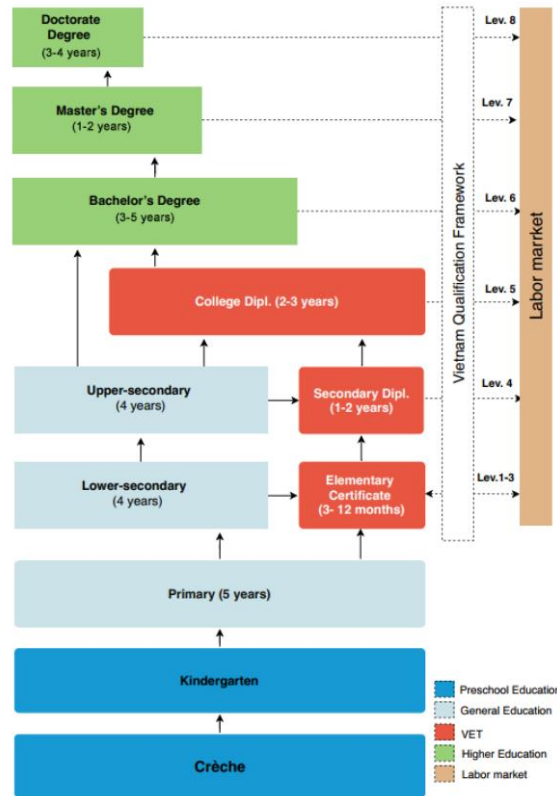 Doctorate
Degree
(3-4 years)
Lev. 8
Master's Degree
(1-2 years)
Lev. 7
Bachelor's Degree
(3-5 years)
Lev. 6
College Dipl. (2-3 years)
Lev. 5
Upper-secondary
(4 years)
Secondary Dipl.
(1-2 years)
Lev. 4
Lower-secondary
(4 years)
Elementary
Certificate
(3- 12 months)
Lev.1-3
Vietnam Qualification Framework
Labor marrket
Primary (5 years)
Kindergarten
Crèche
Preschool Education
General Education
VET
Higher Education
Labor market